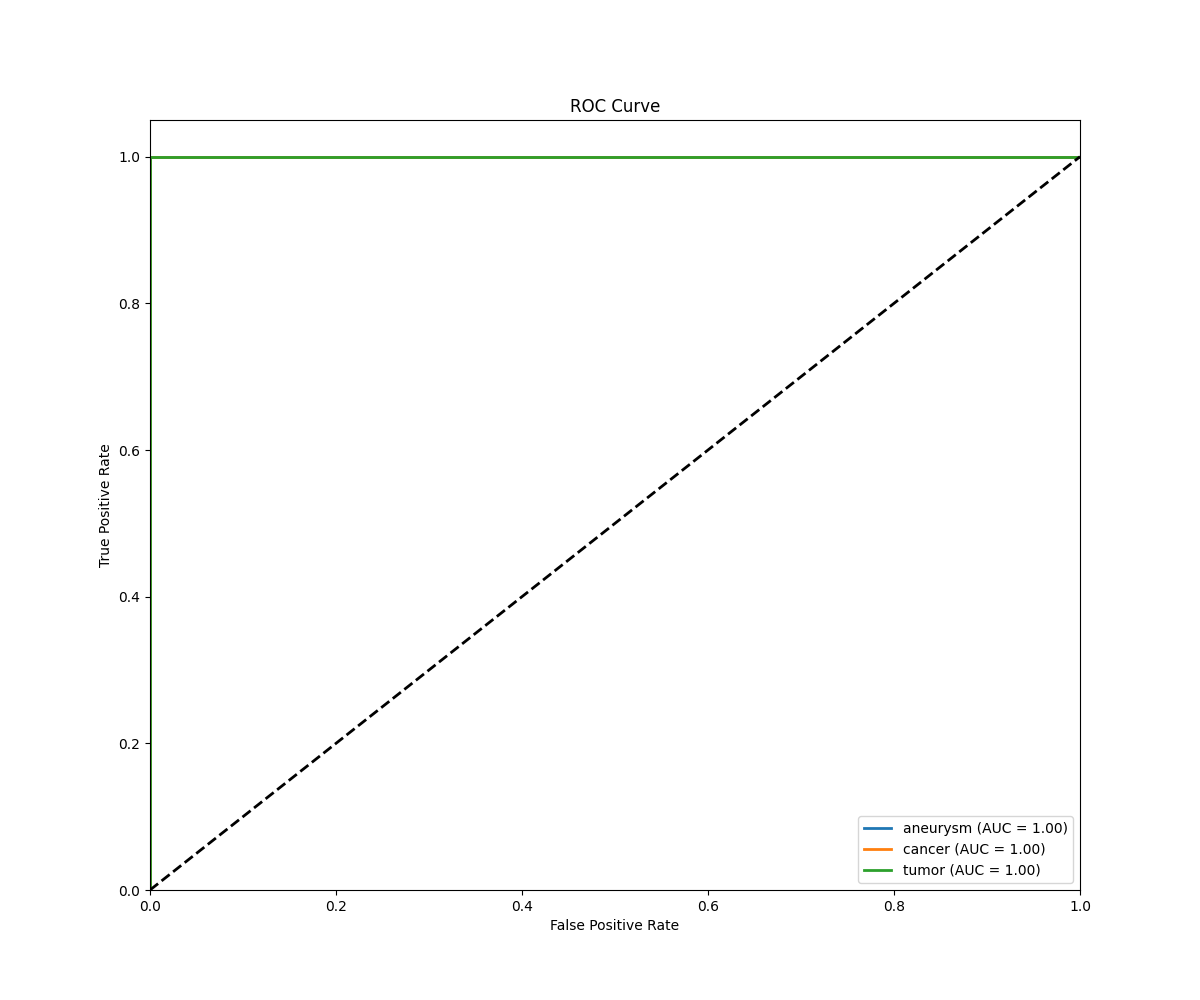 ROC Curve
1.0
0.8
0.6
0.4
0.2
0.0
True Positive Rate
0.0 0.2 0.4 0.6 0.8 1.0
False Positive Rate
aneurysm (AUC = 1.00)
cancer (AUC = 1.00)
tumor (AUC = 1.00)